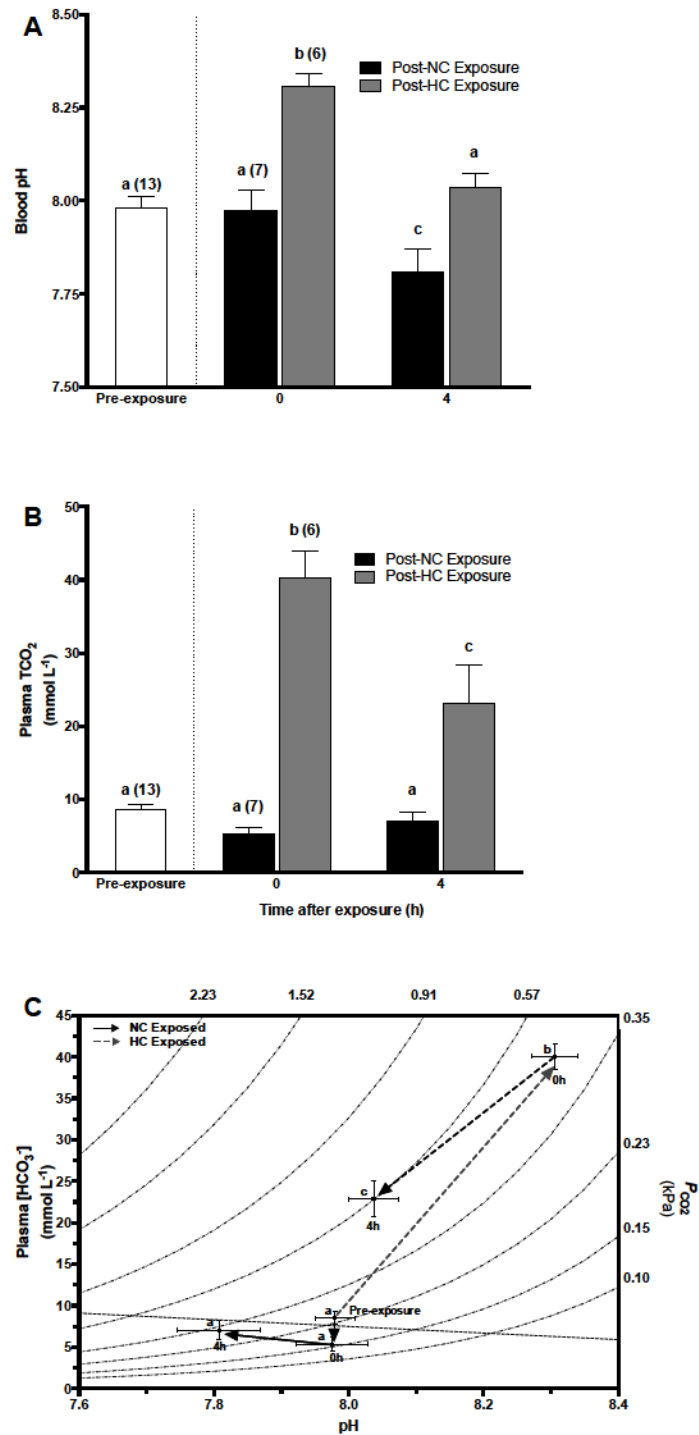 A
8.50
b (6)
Post-NC Exposure
Post-HC Exposure
8.25
a
a (7)
a (13)
8.00
Blood pH
c
7.75
7.50
Pre-exposure
0
4
B
50
b (6)
Post-NC Exposure
Post-HC Exposure
40
c
30
Plasma TCO2
(mmol L-1)
20
a (13)
a
a (7)
10
0
Pre-exposure
0
4
Time after exposure (h)
C
2.23
1.52
0.91
0.57
45
NC Exposed
HC Exposed
0.35
b
40
0h
35
30
Plasma [HCO3-]
(mmol L-1)
25
c
0.23
PCO2
(kPa)
20
4h
0.15
15
0.10
10
a
Pre-exposure
a
a
5
4h
0h
0
7.6
7.8
8.0
8.2
8.4
pH